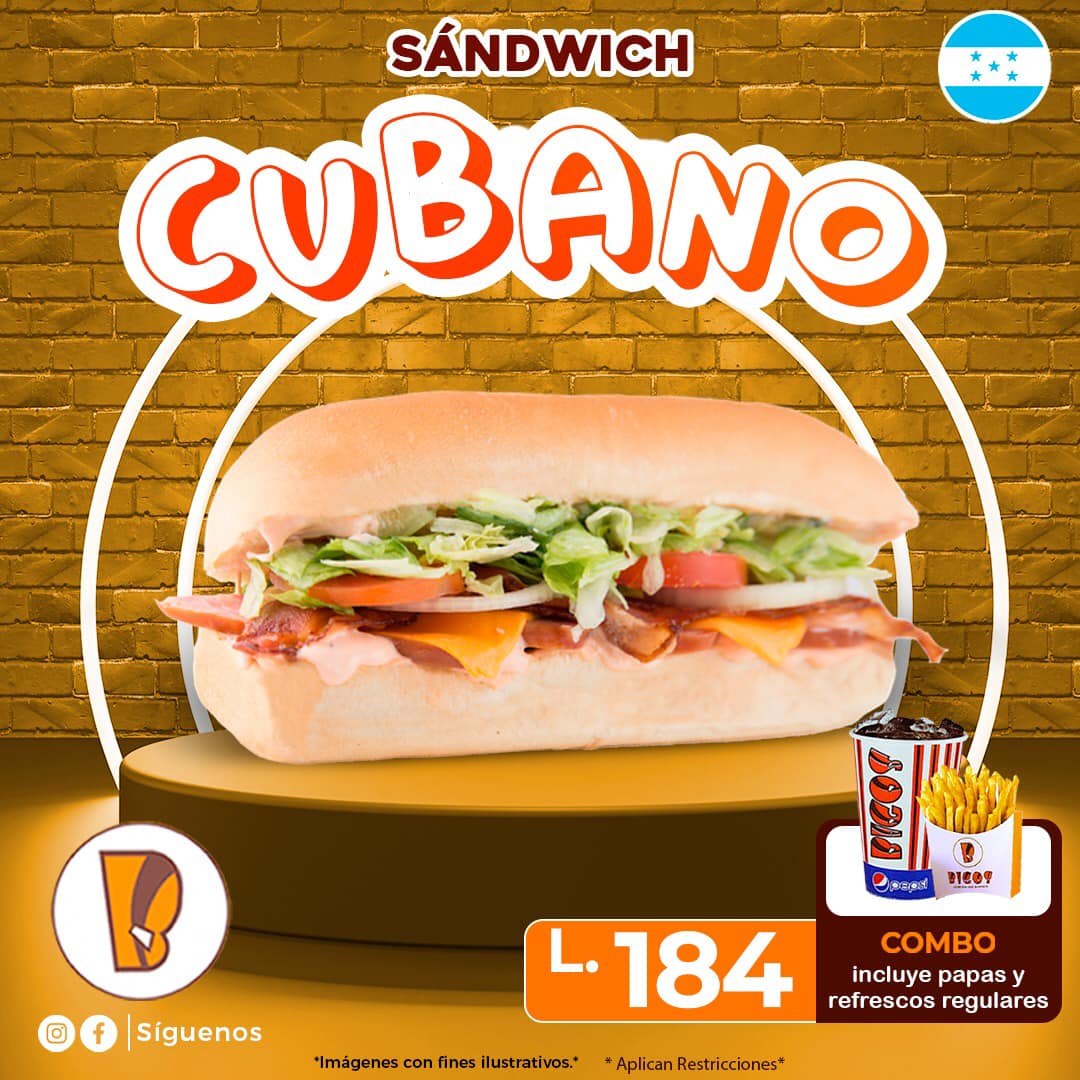 SÁNDWICH
CUBANO
BIGOS
pepsi
BIGOS
L. 184
COMBO
incluye papas y
refrescos regulares
Síguenos
*Imágenes con fines ilustrativos.* * Aplican Restricciones*